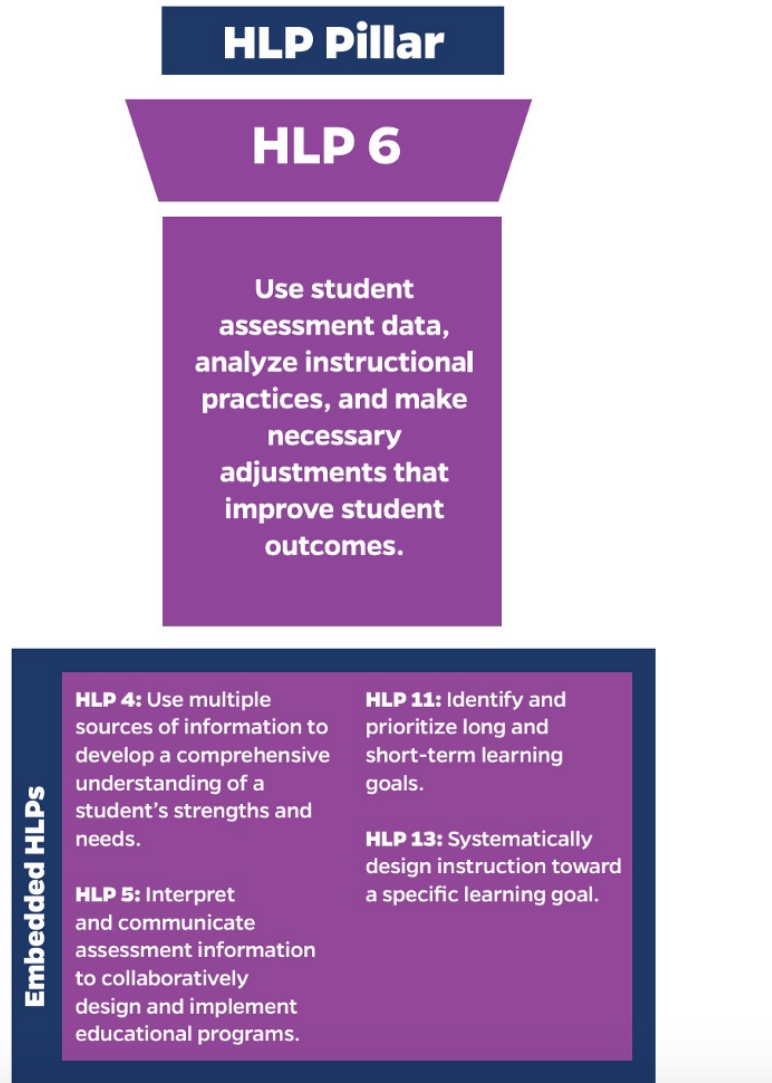 HLP Pillar
HLP 6
Use student
assessment data,
analyze instructional
practices, and make
necessary
adjustments that
improve student
outcomes.
Embedded HLPs
HLP 4: Use multiple
sources of information to
develop a comprehensive
understanding of a
student’s strengths and
needs.
HLP 5: Interpret
and communicate
assessment information
to collaboratively
design and implement
educational programs.
HLP 11: Identify and
prioritize long and
short-term learning
goals.
HLP 13: Systematically
design instruction toward
a specific learning goal.